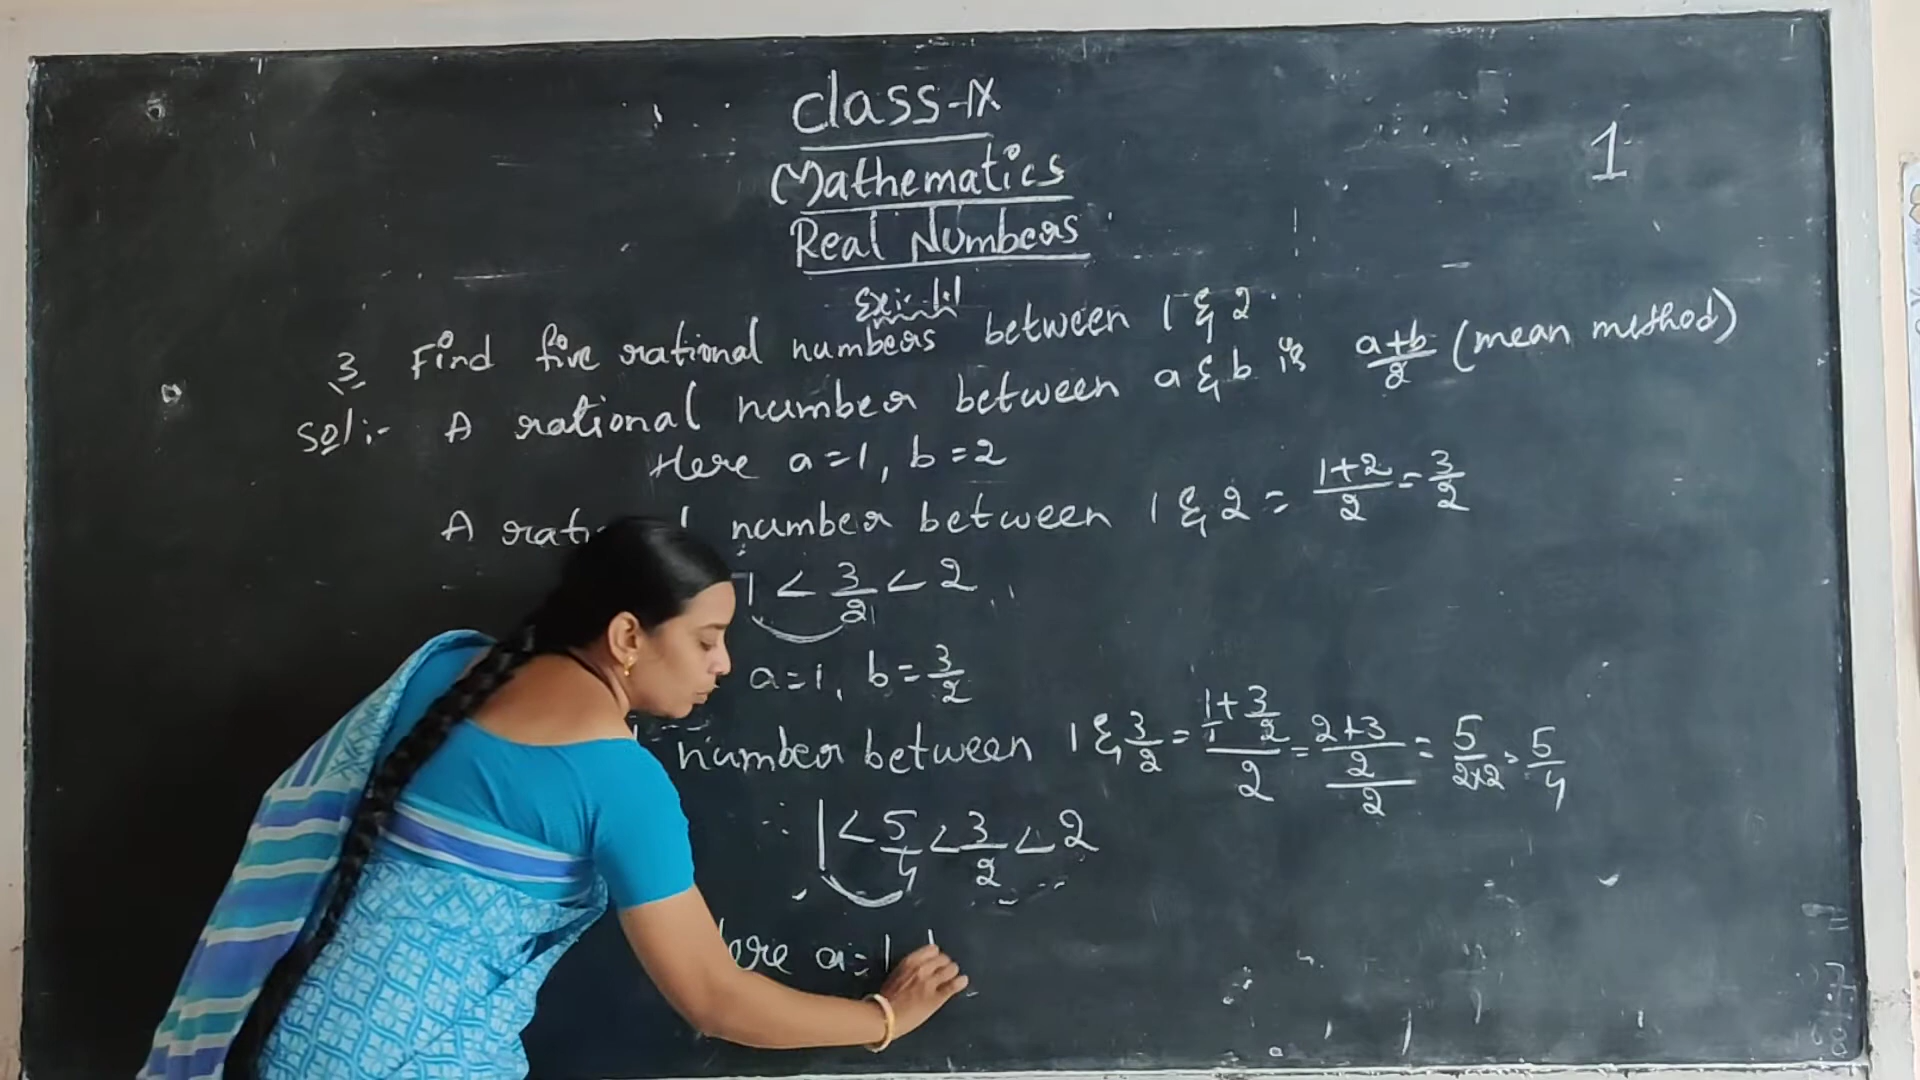 class-IX
Mathematics
Real Numbers
Ex:- 1.1
3. Find five rational numbers between 1 & 2.
Sol:- A rational number between a & b is a+b/2 (mean method)
Here a=1, b=2
A number between 1 & 2 = 1+2/2 = 3/2
1 < 3/2 < 2
a=1, b=3/2
number between 1 & 3/2 = 1/1+3/2/2 = 2+3/2/2 = 5/2×2 = 5/4
∴ 1 < 5/4 < 3/2 < 2
a=1
1